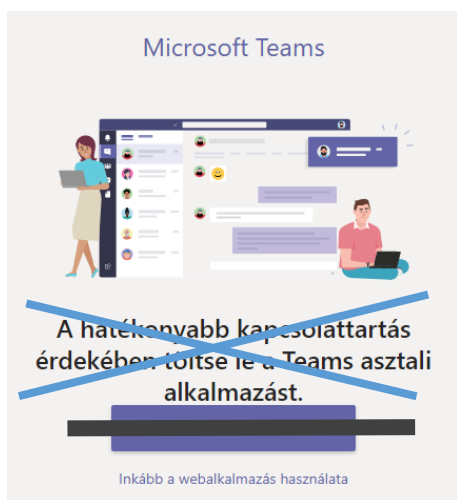 Microsoft Teams
A hatékonyabb kapcsolattartás
érdekében töltse le a Teams asztali
alkalmazást.
Inkább a webalkalmazás használata